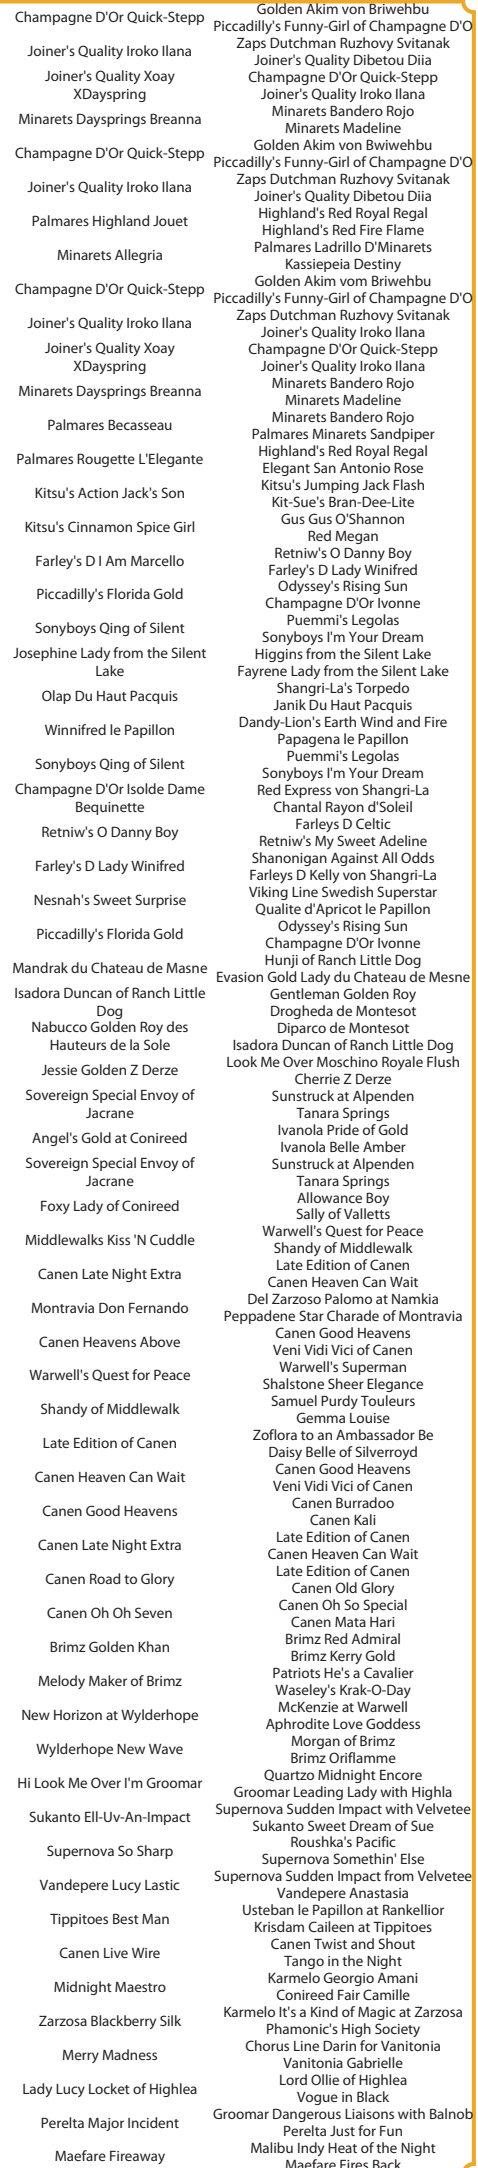 Champagne D'Or Quick-Stepp
Golden Akim von Briwehbu
Piccadilly's Funny-Girl of Champagne D'O
Joiner's Quality Iroko Ilana
Zaps Dutchman Ruzhovy Svitanak
Joiner's Quality Dibetou Diia
Joiner's Quality Xoay
XDayspring
Champagne D'Or Quick-Stepp
Joiner's Quality Iroko Ilana
Minarets Daysprings Breanna
Minarets Bandero Rojo
Minarets Madeline
Champagne D'Or Quick-Stepp
Golden Akim von Bwiwehbu
Piccadilly's Funny-Girl of Champagne D'O
Joiner's Quality Iroko Ilana
Zaps Dutchman Ruzhovy Svitanak
Joiner's Quality Dibetou Diia
Palmares Highland Jouet
Highland's Red Royal Regal
Highland's Red Fire Flame
Minarets Allegria
Palmares Ladrillo D'Minarets
Kassiepeia Destiny
Champagne D'Or Quick-Stepp
Golden Akim vom Briwehbu
Piccadilly's Funny-Girl of Champagne D'O
Joiner's Quality Iroko Ilana
Zaps Dutchman Ruzhovy Svitanak
Joiner's Quality Iroko Ilana
Joiner's Quality Xoay
XDayspring
Champagne D'Or Quick-Stepp
Joiner's Quality Iroko Ilana
Minarets Daysprings Breanna
Minarets Bandero Rojo
Minarets Madeline
Palmares Becasseau
Minarets Bandero Rojo
Palmares Minarets Sandpiper
Palmares Rougette L'Elegante
Highland's Red Royal Regal
Elegant San Antonio Rose
Kitsu's Action Jack's Son
Kitsu's Jumping Jack Flash
Kit-Sue's Bran-Dee-Lite
Kitsu's Cinnamon Spice Girl
Gus Gus O'Shannon
Red Megan
Farley's D I Am Marcello
Retniw's O Danny Boy
Farley's D Lady Winifred
Piccadilly's Florida Gold
Odyssey's Rising Sun
Champagne D'Or Ivonne
Sonyboys Qing of Silent
Puemmi's Legolas
Sonyboys I'm Your Dream
Josephine Lady from the Silent
Lake
Higgins from the Silent Lake
Fayrene Lady from the Silent Lake
Olap Du Haut Pacquis
Shangri-La's Torpedo
Janik Du Haut Pacquis
Winnifred le Papillon
Dandy-Lion's Earth Wind and Fire
Papagena le Papillon
Sonyboys Qing of Silent
Puemmi's Legolas
Sonyboys I'm Your Dream
Champagne D'Or Isolde Dame
Bequinette
Red Express von Shangri-La
Chantal Rayon d'Soleil
Retniw's O Danny Boy
Farleys D Celtic
Retniw's My Sweet Adeline
Farley's D Lady Winifred
Shanonigan Against All Odds
Farleys D Kelly von Shangri-La
Nesnah's Sweet Surprise
Viking Line Swedish Superstar
Qualite d'Apricot le Papillon
Piccadilly's Florida Gold
Odyssey's Rising Sun
Champagne D'Or Ivonne
Mandrak du Chateau de Masne
Hunji of Ranch Little Dog
Evasion Gold Lady du Chateau de Mesne
Isadora Duncan of Ranch Little
Dog
Gentleman Golden Roy
Drogheda de Montesot
Nabucco Golden Roy des
Hauteurs de la Sole
Diparco de Montesot
Isadora Duncan of Ranch Little Dog
Jessie Golden Z Derze
Look Me Over Moschino Royale Flush
Cherrie Z Derze
Sovereign Special Envoy of
Jacrane
Sunstruck at Alpenden
Tanara Springs
Angel's Gold at Conireed
Ivanola Pride of Gold
Ivanola Belle Amber
Sovereign Special Envoy of
Jacrane
Sunstruck at Alpenden
Tanara Springs
Foxy Lady of Conireed
Allowance Boy
Sally of Valletts
Middlewalks Kiss 'N Cuddle
Warwell's Quest for Peace
Shandy of Middlewalk
Canen Late Night Extra
Late Edition of Canen
Canen Heaven Can Wait
Montravia Don Fernando
Del Zarzoso Palomo at Namkia
Peppadene Star Charade of Montravia
Canen Heavens Above
Canen Good Heavens
Veni Vidi Vici of Canen
Warwell's Quest for Peace
Warwell's Superman
Shalstone Sheer Elegance
Shandy of Middlewalk
Samuel Purdy Touleurs
Gemma Louise
Late Edition of Canen
Zoflora to an Ambassador Be
Daisy Belle of Silverroyd
Canen Heaven Can Wait
Canen Good Heavens
Veni Vidi Vici of Canen
Canen Good Heavens
Canen Burradoo
Canen Kali
Canen Late Night Extra
Late Edition of Canen
Canen Heaven Can Wait
Canen Road to Glory
Late Edition of Canen
Canen Old Glory
Canen Oh Oh Seven
Canen Oh So Special
Canen Mata Hari
Brimz Golden Khan
Brimz Red Admiral
Brimz Kerry Gold
Melody Maker of Brimz
Patriots He's a Cavalier
Waseley's Krak-O-Day
New Horizon at Wylderhope
McKenzie at Warwell
Aphrodite Love Goddess
Wylderhope New Wave
Morgan of Brimz
Brimz Oriflamme
Hi Look Me Over I'm Groomar
Quartzo Midnight Encore
Groomar Leading Lady with Highla
Sukanto Ell-Uv-An-Impact
Supernova Sudden Impact with Velvetee
Sukanto Sweet Dream of Sue
Supernova So Sharp
Roushka's Pacific
Supernova Somethin' Else
Vandepere Lucy Lastic
Supernova Sudden Impact from Velvetee
Vandepere Anastasia
Tippitoes Best Man
Usteban le Papillon at Rankellior
Krisdam Caileen at Tippitoes
Canen Live Wire
Canen Twist and Shout
Tango in the Night
Midnight Maestro
Karmelo Georgio Amani
Conireed Fair Camille
Zarzosa Blackberry Silk
Karmelo It's a Kind of Magic at Zarzosa
Phamonic's High Society
Merry Madness
Chorus Line Darin for Vanitonia
Vanitonia Gabrielle
Lady Lucy Locket of Highlea
Lord Ollie of Highlea
Vogue in Black
Perelta Major Incident
Groomar Dangerous Liaisons with Balnob
Perelta Just for Fun
Maefare Fireaway
Malibu Indy Heat of the Night
Maefare Fires Back